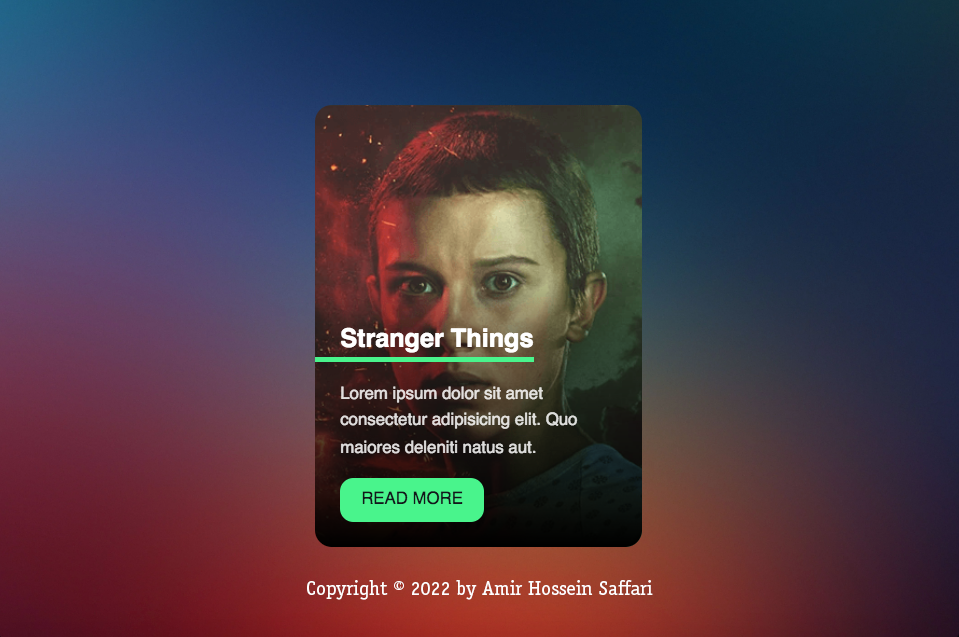 Stranger Things
Lorem ipsum dolor sit amet
consectetur adipisicing elit. Quo
maiores deleniti natus aut.
READ MORE
Copyright © 2022 by Amir Hossein Saffari